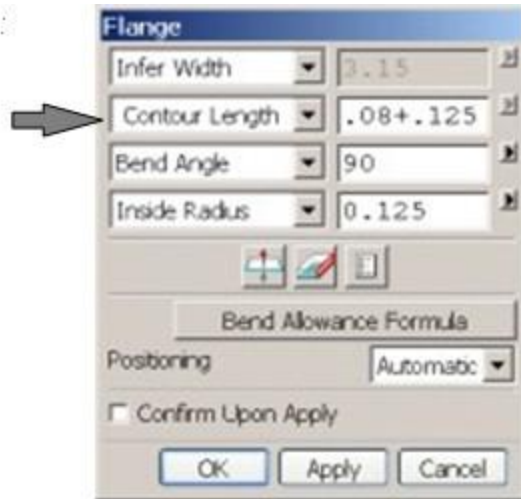 Flange
Infer Width 3.15
Contour Length .08+.125
Bend Angle 90
Inside Radius 0.125
Bend Allowance Formula
Positioning Automatic
Confirm Upon Apply
OK Apply Cancel